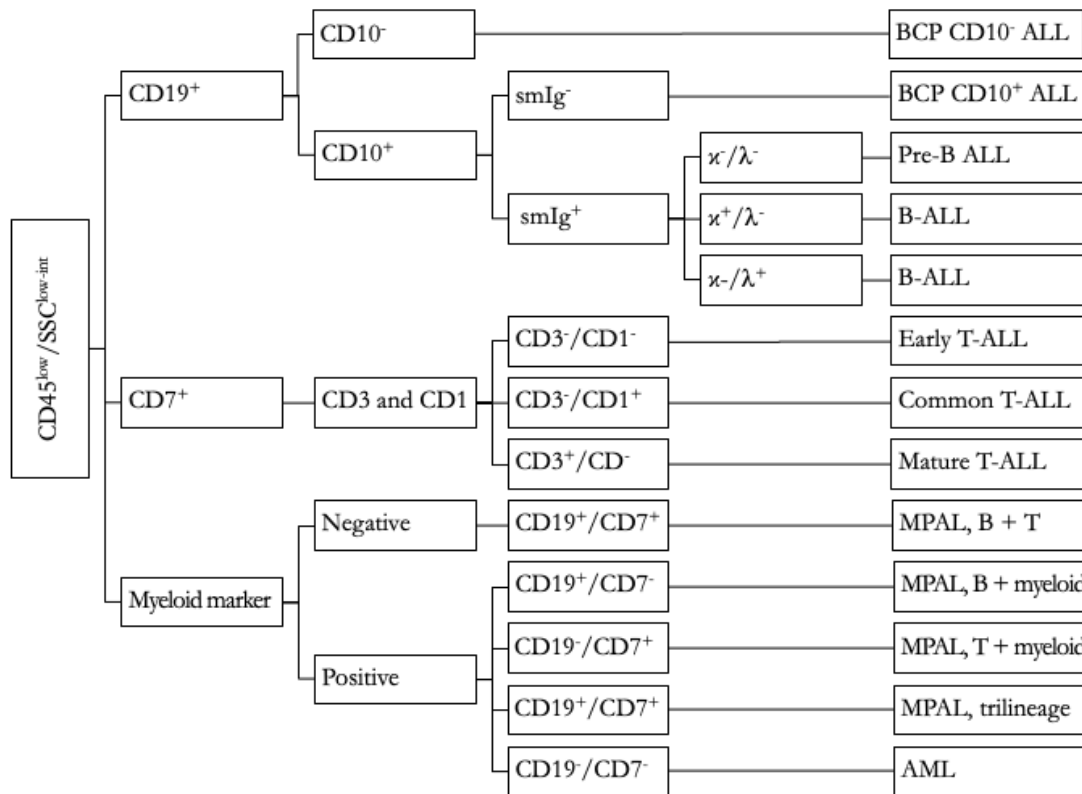 CD45ˡᵒʷ/SSCˡᵒʷ⁻ⁱⁿᵗ
CD19⁺
CD10⁻
BCP CD10⁻ ALL
CD10⁺
smIg⁻
BCP CD10⁺ ALL
smIg⁺
ϰ⁻/λ⁻
Pre-B ALL
ϰ⁺/λ⁻
B-ALL
ϰ-/λ⁺
B-ALL
CD7⁺
CD3 and CD1
CD3⁻/CD1⁻
Early T-ALL
CD3⁻/CD1⁺
Common T-ALL
CD3⁺/CD⁻
Mature T-ALL
Myeloid marker
Negative
CD19⁺/CD7⁺
MPAL, B + T
Positive
CD19⁺/CD7⁻
MPAL, B + myeloid
CD19⁻/CD7⁺
MPAL, T + myeloid
CD19⁺/CD7⁺
MPAL, trilineage
CD19⁻/CD7⁻
AML